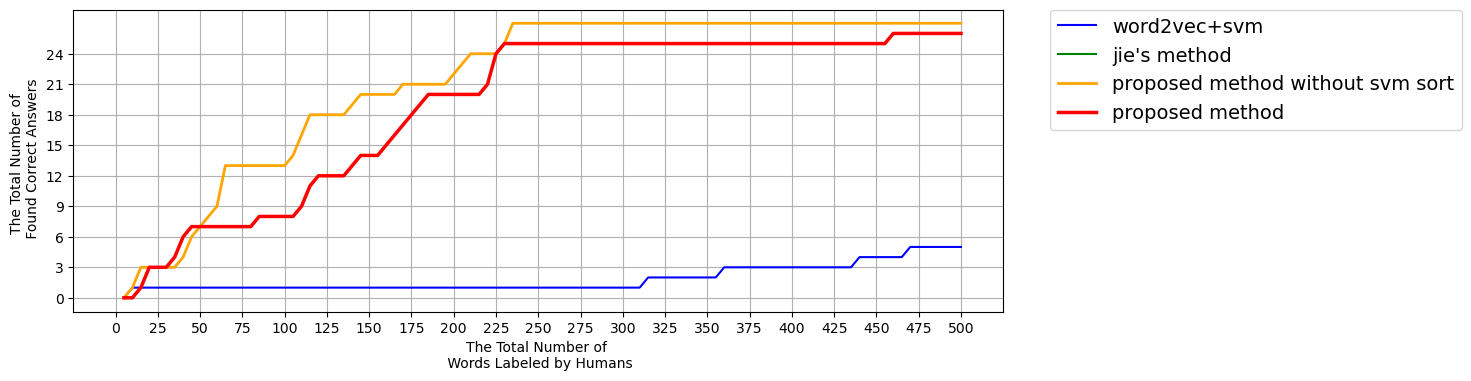 24
21
18
15
12
9
6
3
0
The Total Number of
Found Correct Answers
0 25 50 75 100 125 150 175 200 225 250 275 300 325 350 375 400 425 450 475 500
The Total Number of
Words Labeled by Humans
word2vec+svm
jie's method
proposed method without svm sort
proposed method